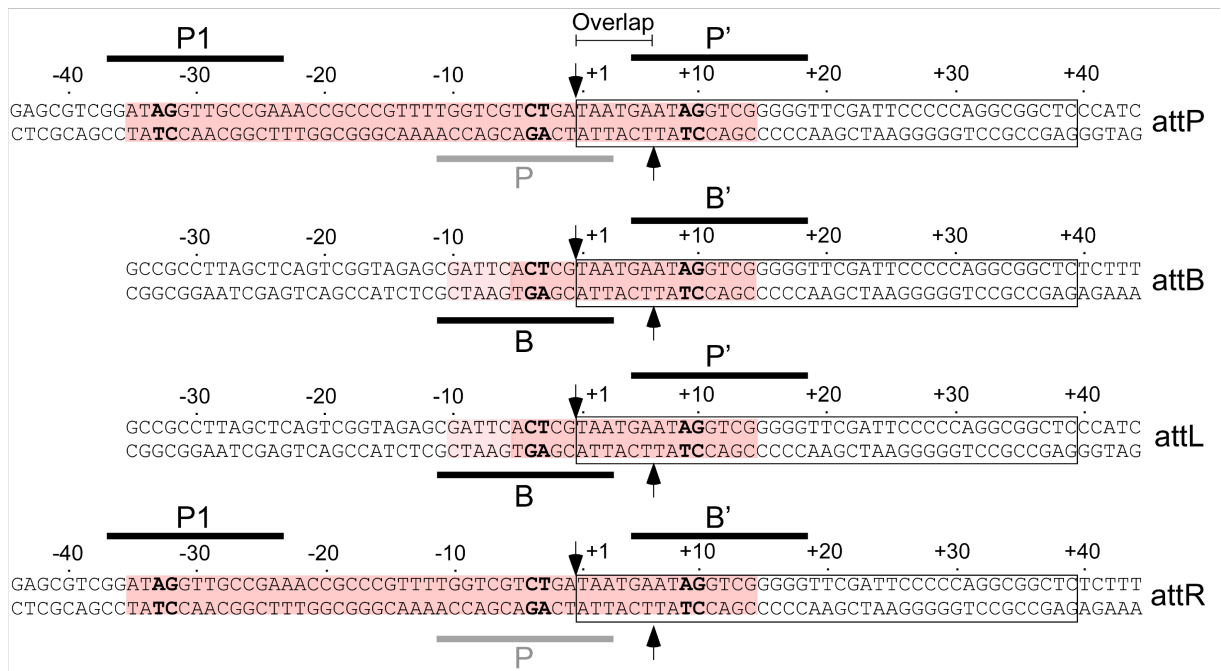 Overlap
P1 P'
-40 -30 -20 -10 +1 +10 +20 +30 +40
GAGCGTCGGATAGGTTGCCGAAACCGCCCGTTTTGGTCGTCTGATAATGAATAGGTCGGGGGTTCGATTCCCCCAGGCGGCTCCCATC
attP
CTCGCAGCCTATCCAACGGCTTTGGCGGGCAAAACCAGCAGACTATTACTTATCCAGCCCCCAAGCTAAGGGGGTCCGCCGAGGGTAG
P
B'
-30 -20 -10 +1 +10 +20 +30 +40
GCCGCCTTAGCTCAGTCGGTAGAGCGATTCACTCGTAATGAATAGGTCGGGGGTTCGATTCCCCCAGGCGGCTCTCTTT
attB
CGGCGGAATCGAGTCAGCCATCTCGCTAAGTGAGCATTACTTATCCAGCCCCCAAGCTAAGGGGGTCCGCCGAGAGAAA
B
P'
-30 -20 -10 +1 +10 +20 +30 +40
GCCGCCTTAGCTCAGTCGGTAGAGCGATTCACTCGTAATGAATAGGTCGGGGGTTCGATTCCCCCAGGCGGCTCCCATC
attL
CGGCGGAATCGAGTCAGCCATCTCGCTAAGTGAGCATTACTTATCCAGCCCCCAAGCTAAGGGGGTCCGCCGAGGGTAG
B
P1 B'
-40 -30 -20 -10 +1 +10 +20 +30 +40
GAGCGTCGGATAGGTTGCCGAAACCGCCCGTTTTGGTCGTCTGATAATGAATAGGTCGGGGGTTCGATTCCCCCAGGCGGCTCTCTTT
attR
CTCGCAGCCTATCCAACGGCTTTGGCGGGCAAAACCAGCAGACTATTACTTATCCAGCCCCCAAGCTAAGGGGGTCCGCCGAGAGAAA
P